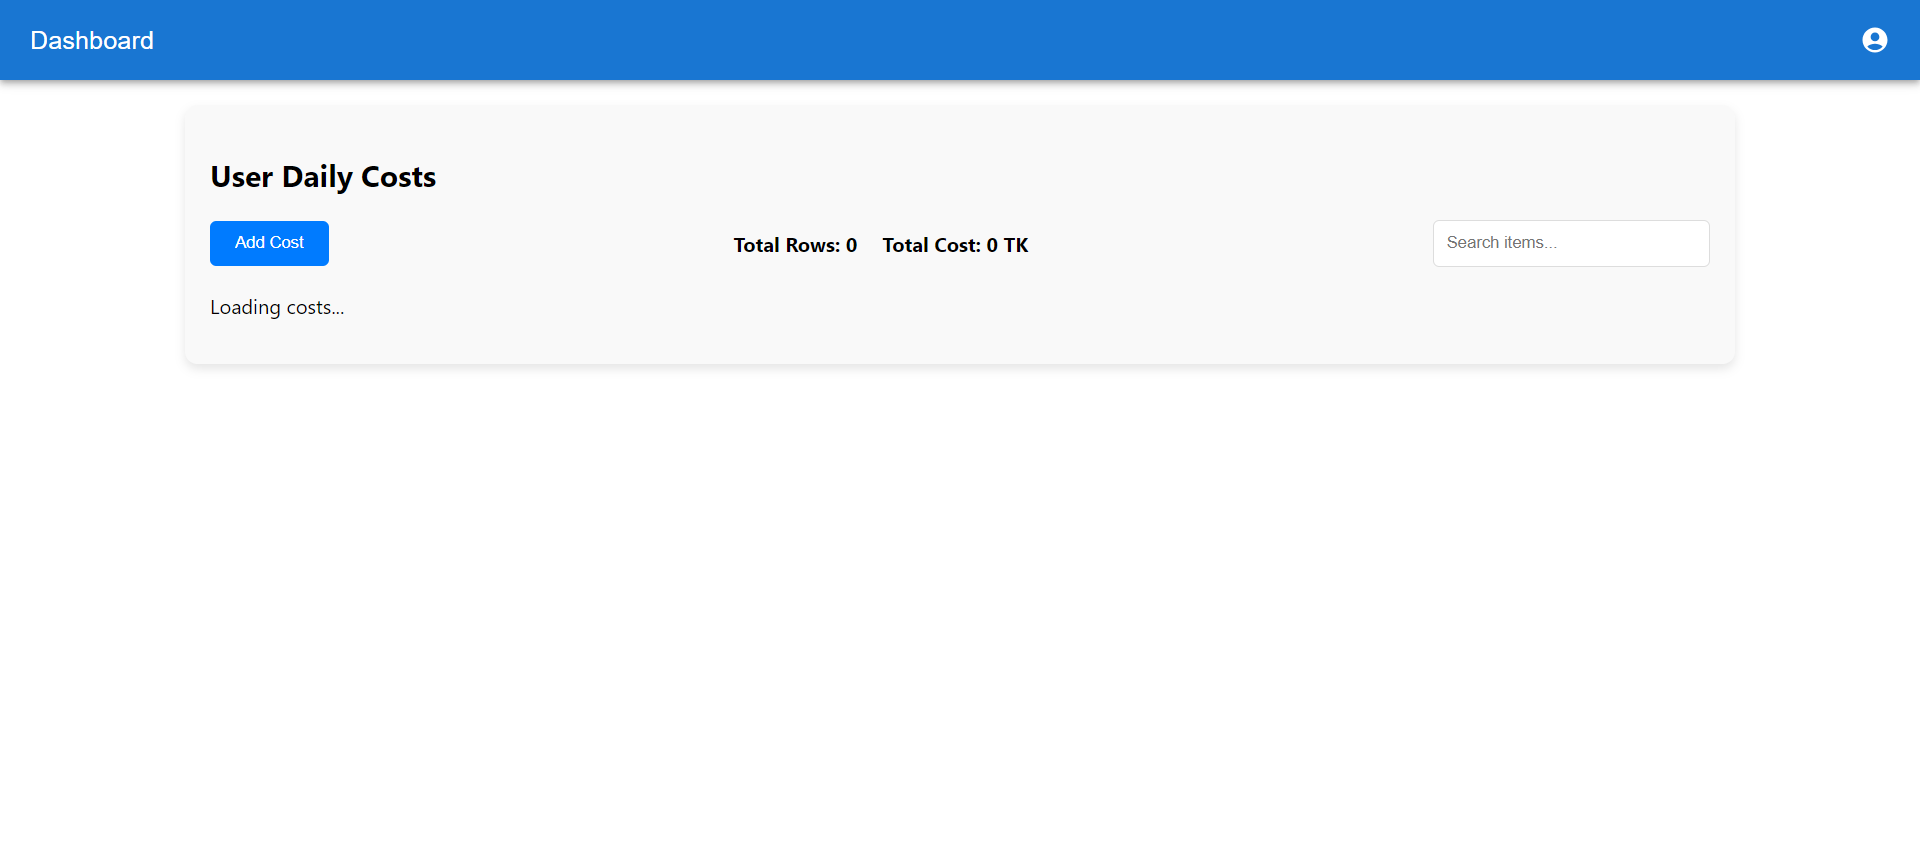 Dashboard
User Daily Costs
Add Cost
Total Rows: 0 Total Cost: 0 TK
Search items...
Loading costs...